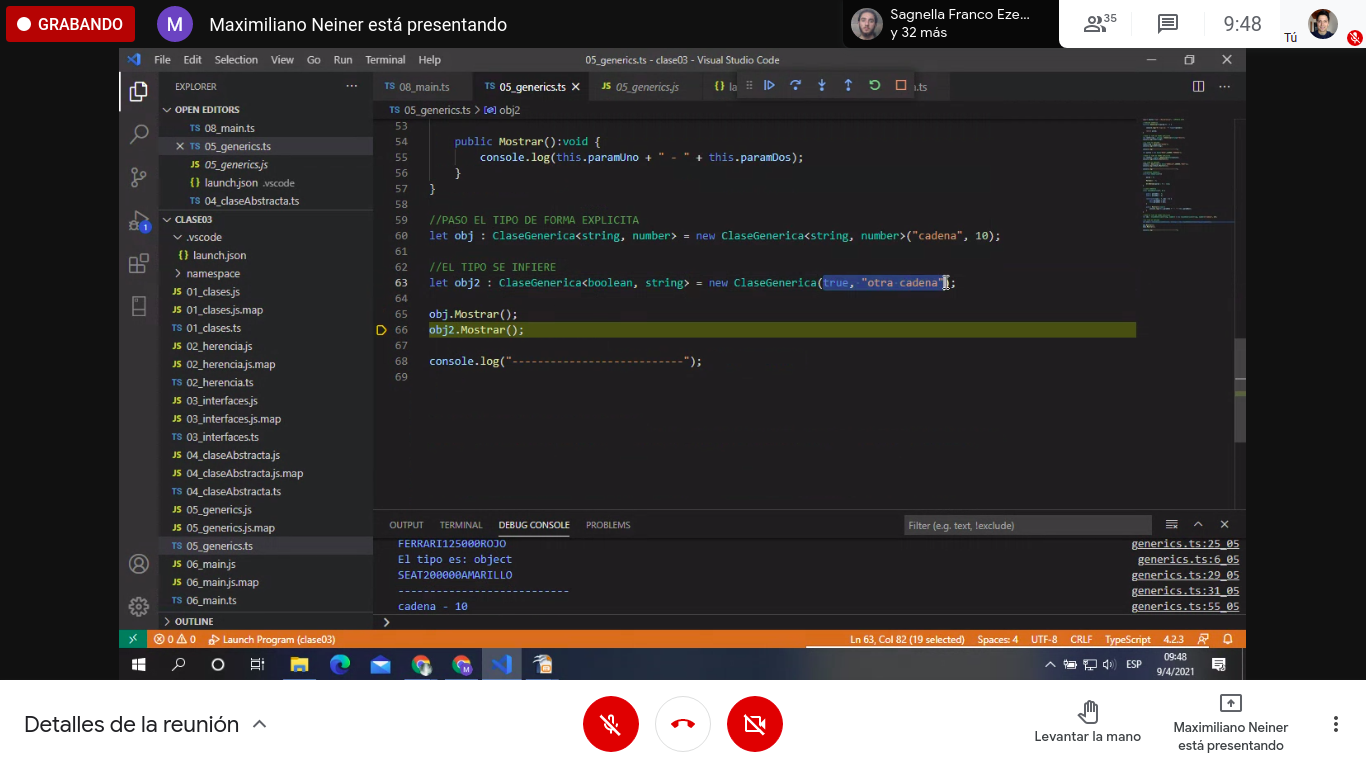 GRABANDO
M
Maximiliano Neiner está presentando
Sagnella Franco Eze...
y 32 más
35
9:48
Tú
File Edit Selection View Go Run Terminal Help
05_generics.ts - clase03 - Visual Studio Code
EXPLORER
TS 08_main.ts
TS 05_generics.ts
JS 05_generics.js
TS 05_generics.ts > obj2
OPEN EDITORS
TS 08_main.ts
TS 05_generics.ts
JS 05_generics.js
launch.json .vscode
TS 04_claseAbstracta.ts
CLASE03
.vscode
launch.json
namespace
JS 01_clases.js
JS 01_clases.js.map
TS 01_clases.ts
JS 02_herencia.js
JS 02_herencia.js.map
TS 02_herencia.ts
JS 03_interfaces.js
JS 03_interfaces.js.map
TS 03_interfaces.ts
JS 04_claseAbstracta.js
JS 04_claseAbstracta.js.map
TS 04_claseAbstracta.ts
JS 05_generics.js
JS 05_generics.js.map
TS 05_generics.ts
JS 06_main.js
JS 06_main.js.map
TS 06_main.ts
OUTLINE
1
53
54 public Mostrar():void {
55 console.log(this.paramUno + " - " + this.paramDos);
56 }
57 }
58
59 //PASO EL TIPO DE FORMA EXPLICITA
60 let obj : ClaseGenerica<string, number> = new ClaseGenerica<string, number>("cadena", 10);
61
62 //EL TIPO SE INFIERE
63 let obj2 : ClaseGenerica<boolean, string> = new ClaseGenerica(true, "otra cadena");
64
65 obj.Mostrar();
66 obj2.Mostrar();
67
68 console.log("---------------------------");
69
OUTPUT TERMINAL DEBUG CONSOLE PROBLEMS
Filter (e.g. text, !exclude)
FERRARI125000ROJO generics.ts:25_05
El tipo es: object generics.ts:6_05
SEAT200000AMARILLO generics.ts:29_05
--------------------------- generics.ts:31_05
cadena - 10 generics.ts:55_05
0 0 Launch Program (clase03)
Ln 63, Col 82 (19 selected) Spaces: 4 UTF-8 CRLF TypeScript 4.2.3
ESP
09:48
9/4/2021
Detalles de la reunión
Levantar la mano
Maximiliano Neiner
está presentando